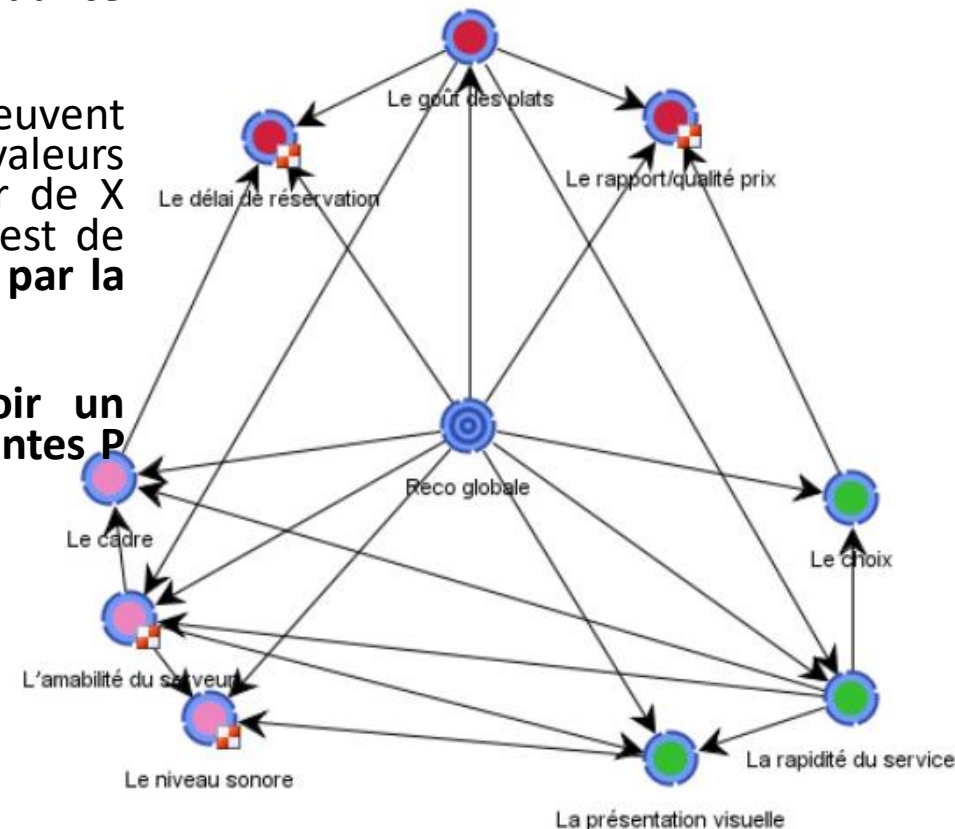 euvent
valeurs
r de X
est de
par la
oir un
ntes P
Le goût des plats
Le rapport/qualité prix
Le délai de réservation
Reco globale
Le cadre
Le choix
L'amabilité du serveur
La rapidité du service
Le niveau sonore
La présentation visuelle